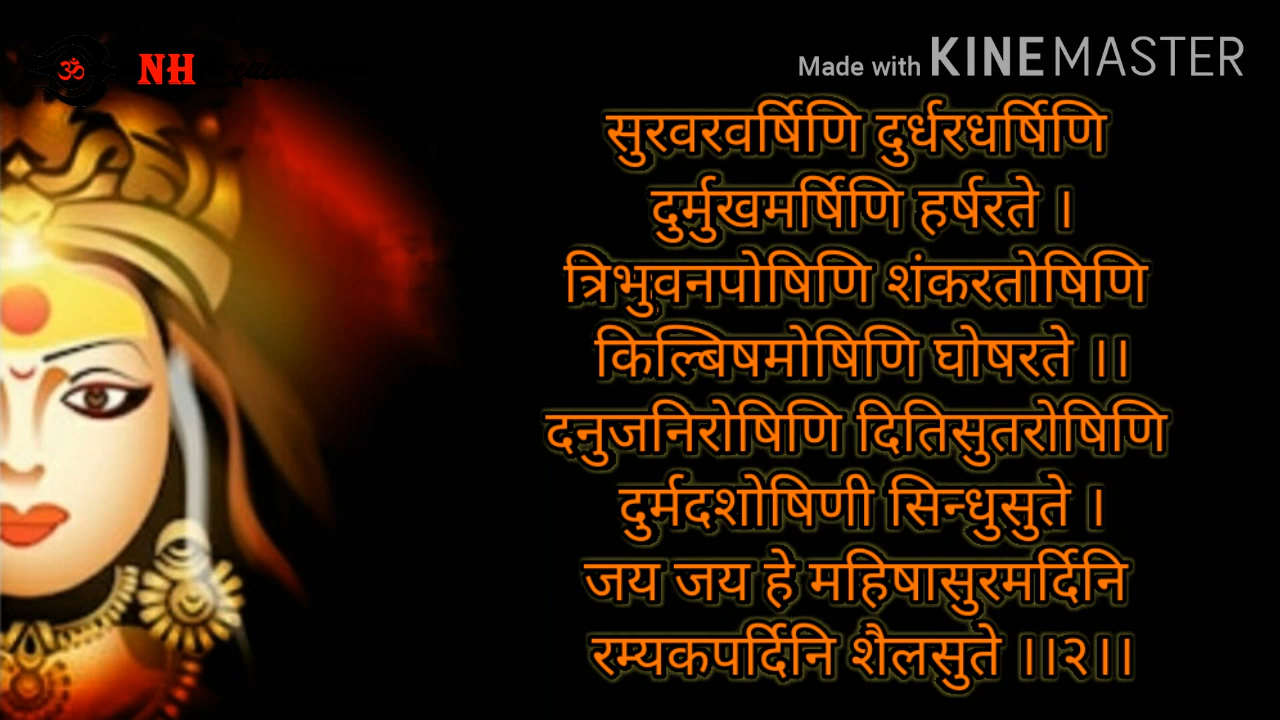 ॐ NH
Made with KINEMASTER
सुरवरवर्षिणि दुर्धरधर्षिणि
दुर्मुखमर्षिणि हर्षरते ।
त्रिभुवनपोषिणि शंकरतोषिणि
किल्बिषमोषिणि घोषरते ।।
दनुजनिरोषिणि दितिसुतरोषिणि
दुर्मदशोषिणी सिन्धुसुते ।
जय जय हे महिषासुरमर्दिनि
रम्यकपर्दिनि शैलसुते ।।२।।